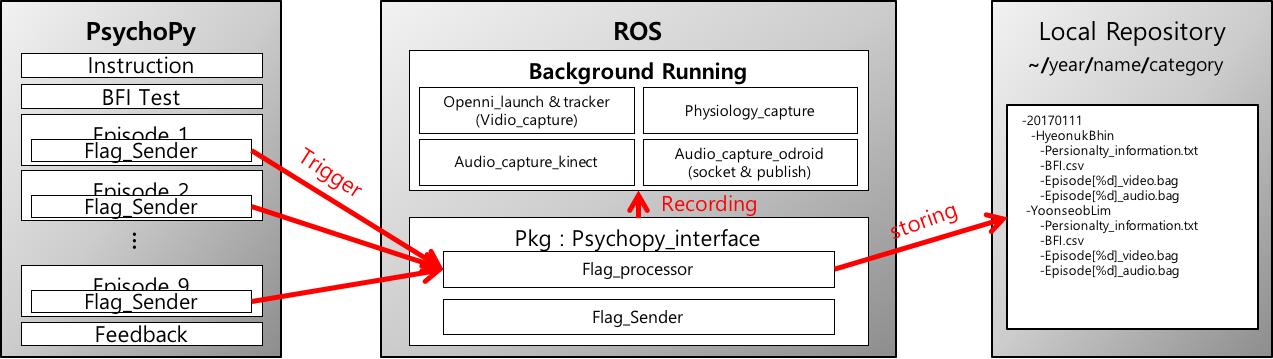 PsychoPy
Instruction
BFI Test
Episode 1
Flag_Sender
Episode 2
Flag_Sender
⋮
Episode 9
Flag_Sender
Feedback
Trigger
ROS
Background Running
Openni_launch & tracker
(Vidio_capture)
Physiology_capture
Audio_capture_kinect
Audio_capture_odroid
(socket & publish)
Recording
Pkg : Psychopy_interface
Flag_processor
Flag_Sender
storing
Local Repository
~/year/name/category
-20170111
-HyeonukBhin
-Persionalty_information.txt
-BFI.csv
-Episode[%d]_video.bag
-Episode[%d]_audio.bag
-YoonseobLim
-Persionalty_information.txt
-BFI.csv
-Episode[%d]_video.bag
-Episode[%d]_audio.bag